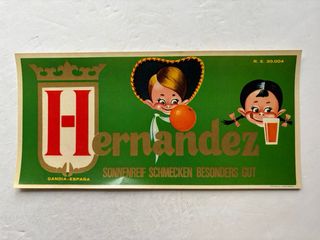 R. E. 30.004
Hernandez
SONNENREIF SCHMECKEN BESONDERS GUT
GANDIA-ESPAÑA